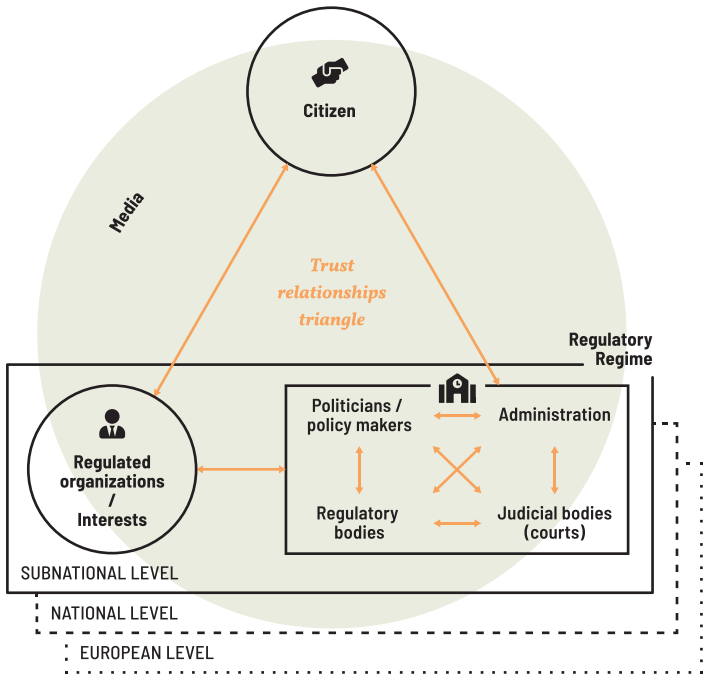 Citizen
Media
Trust
relationships
triangle
Regulatory
Regime
Regulated
organizations
/
Interests
Politicians /
policy makers
Administration
Regulatory
bodies
Judicial bodies
(courts)
SUBNATIONAL LEVEL
NATIONAL LEVEL
EUROPEAN LEVEL